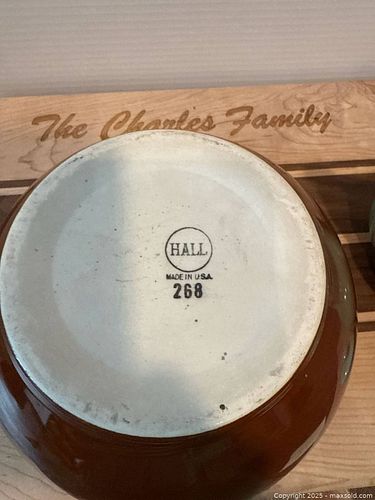 The Charles Family
HALL
MADE IN U.S.A.
268
Copyright 2025 - maxsold.com